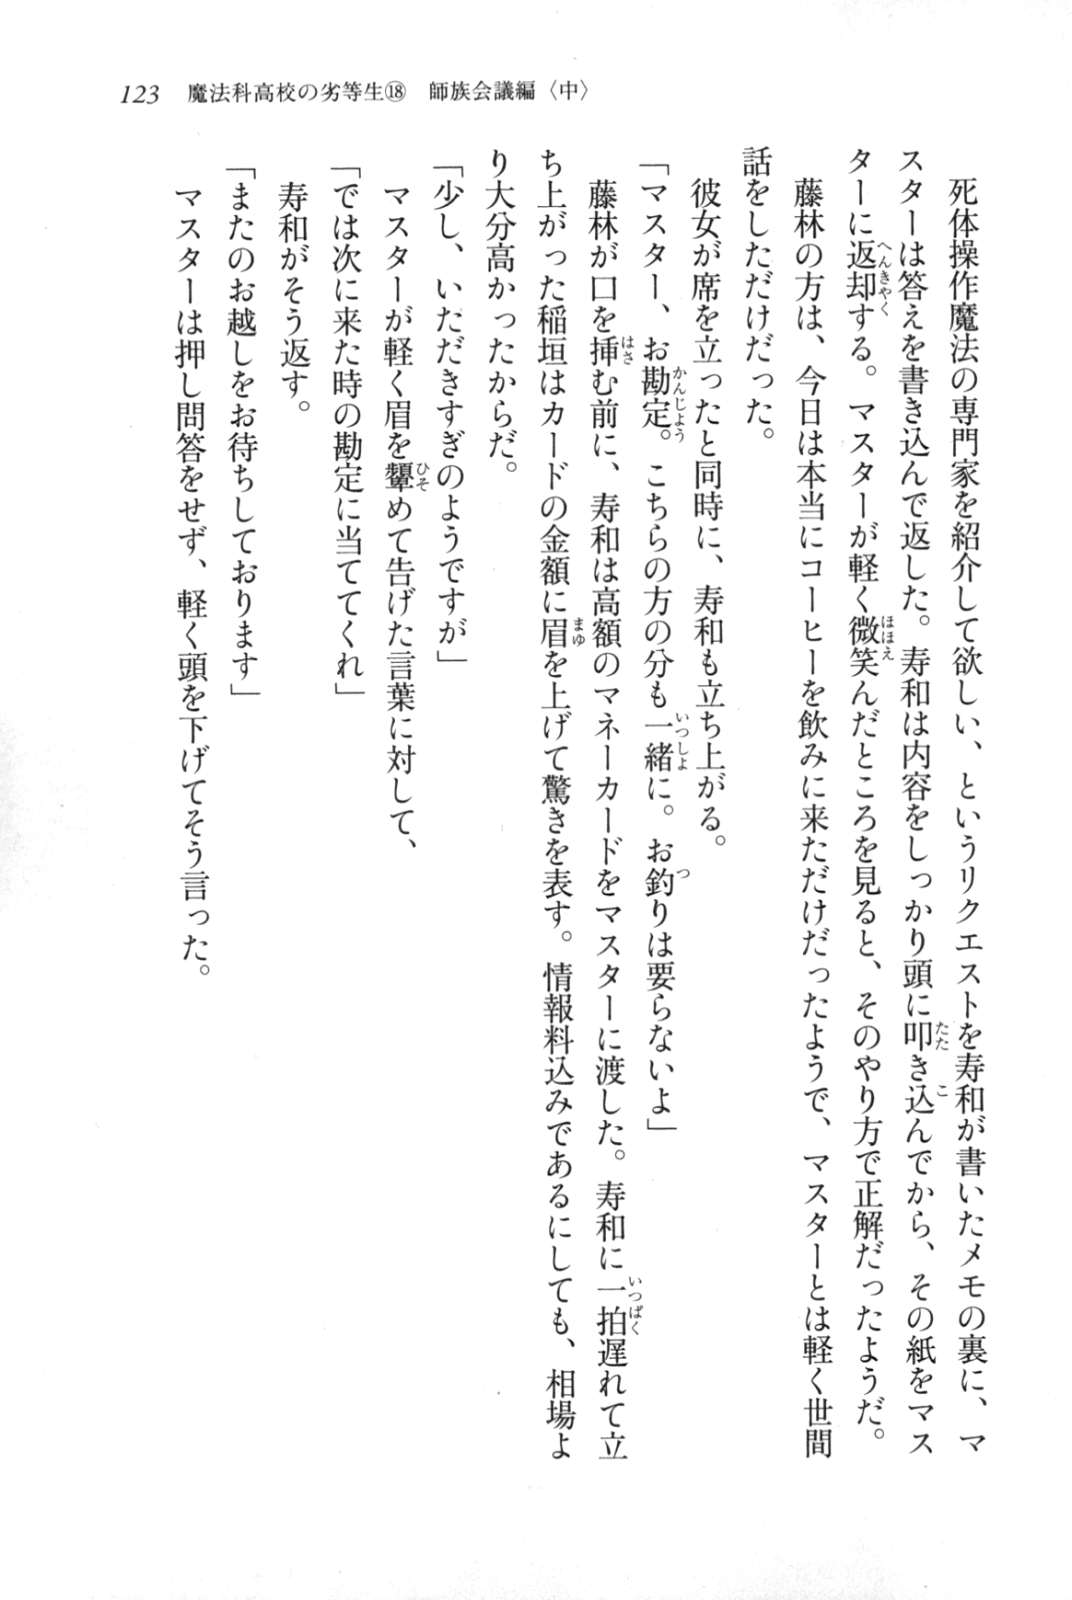 123　魔法科高校の劣等生⑱　師族会議編〈中〉
　死体操作魔法の専門家を紹介して欲しい、というリクエストを寿和が書いたメモの裏に、マ
スターは答えを書き込んで返した。寿和は内容をしっかり頭に叩き込んでから、その紙をマス
ターに返却する。マスターが軽く微笑んだところを見ると、そのやり方で正解だったようだ。
　藤林の方は、今日は本当にコーヒーを飲みに来ただけだったようで、マスターとは軽く世間
話をしただけだった。
　彼女が席を立ったと同時に、寿和も立ち上がる。
「マスター、お勘定。こちらの方の分も一緒に。お釣りは要らないよ」
　藤林が口を挿む前に、寿和は高額のマネーカードをマスターに渡した。寿和に一拍遅れて立
ち上がった稲垣はカードの金額に眉を上げて驚きを表す。情報料込みであるにしても、相場よ
り大分高かったからだ。
「少し、いただきすぎのようですが」
　マスターが軽く眉を顰めて告げた言葉に対して、
「では次に来た時の勘定に当ててくれ」
　寿和がそう返す。
「またのお越しをお待ちしております」
　マスターは押し問答をせず、軽く頭を下げてそう言った。